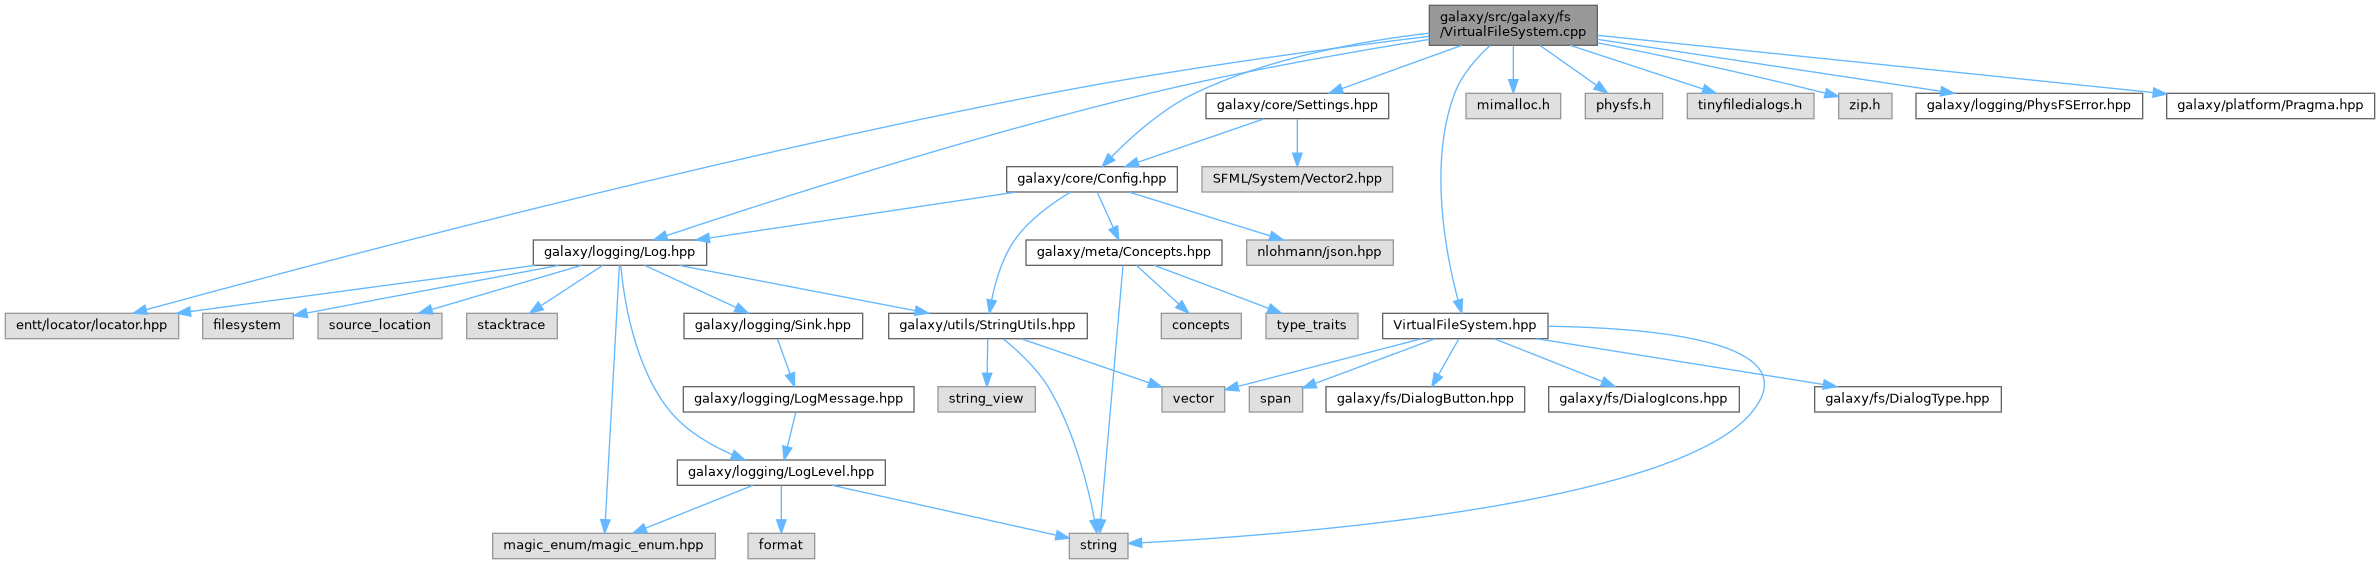 galaxy/src/galaxy/fs
/VirtualFileSystem.cpp
galaxy/core/Settings.hpp
mimalloc.h
physfs.h
tinyfiledialogs.h
zip.h
galaxy/logging/PhysFSError.hpp
galaxy/platform/Pragma.hpp
galaxy/core/Config.hpp
SFML/System/Vector2.hpp
galaxy/logging/Log.hpp
galaxy/meta/Concepts.hpp
nlohmann/json.hpp
entt/locator/locator.hpp
filesystem
source_location
stacktrace
galaxy/logging/Sink.hpp
galaxy/utils/StringUtils.hpp
concepts
type_traits
VirtualFileSystem.hpp
galaxy/logging/LogMessage.hpp
string_view
vector
span
galaxy/fs/DialogButton.hpp
galaxy/fs/DialogIcons.hpp
galaxy/fs/DialogType.hpp
galaxy/logging/LogLevel.hpp
magic_enum/magic_enum.hpp
format
string